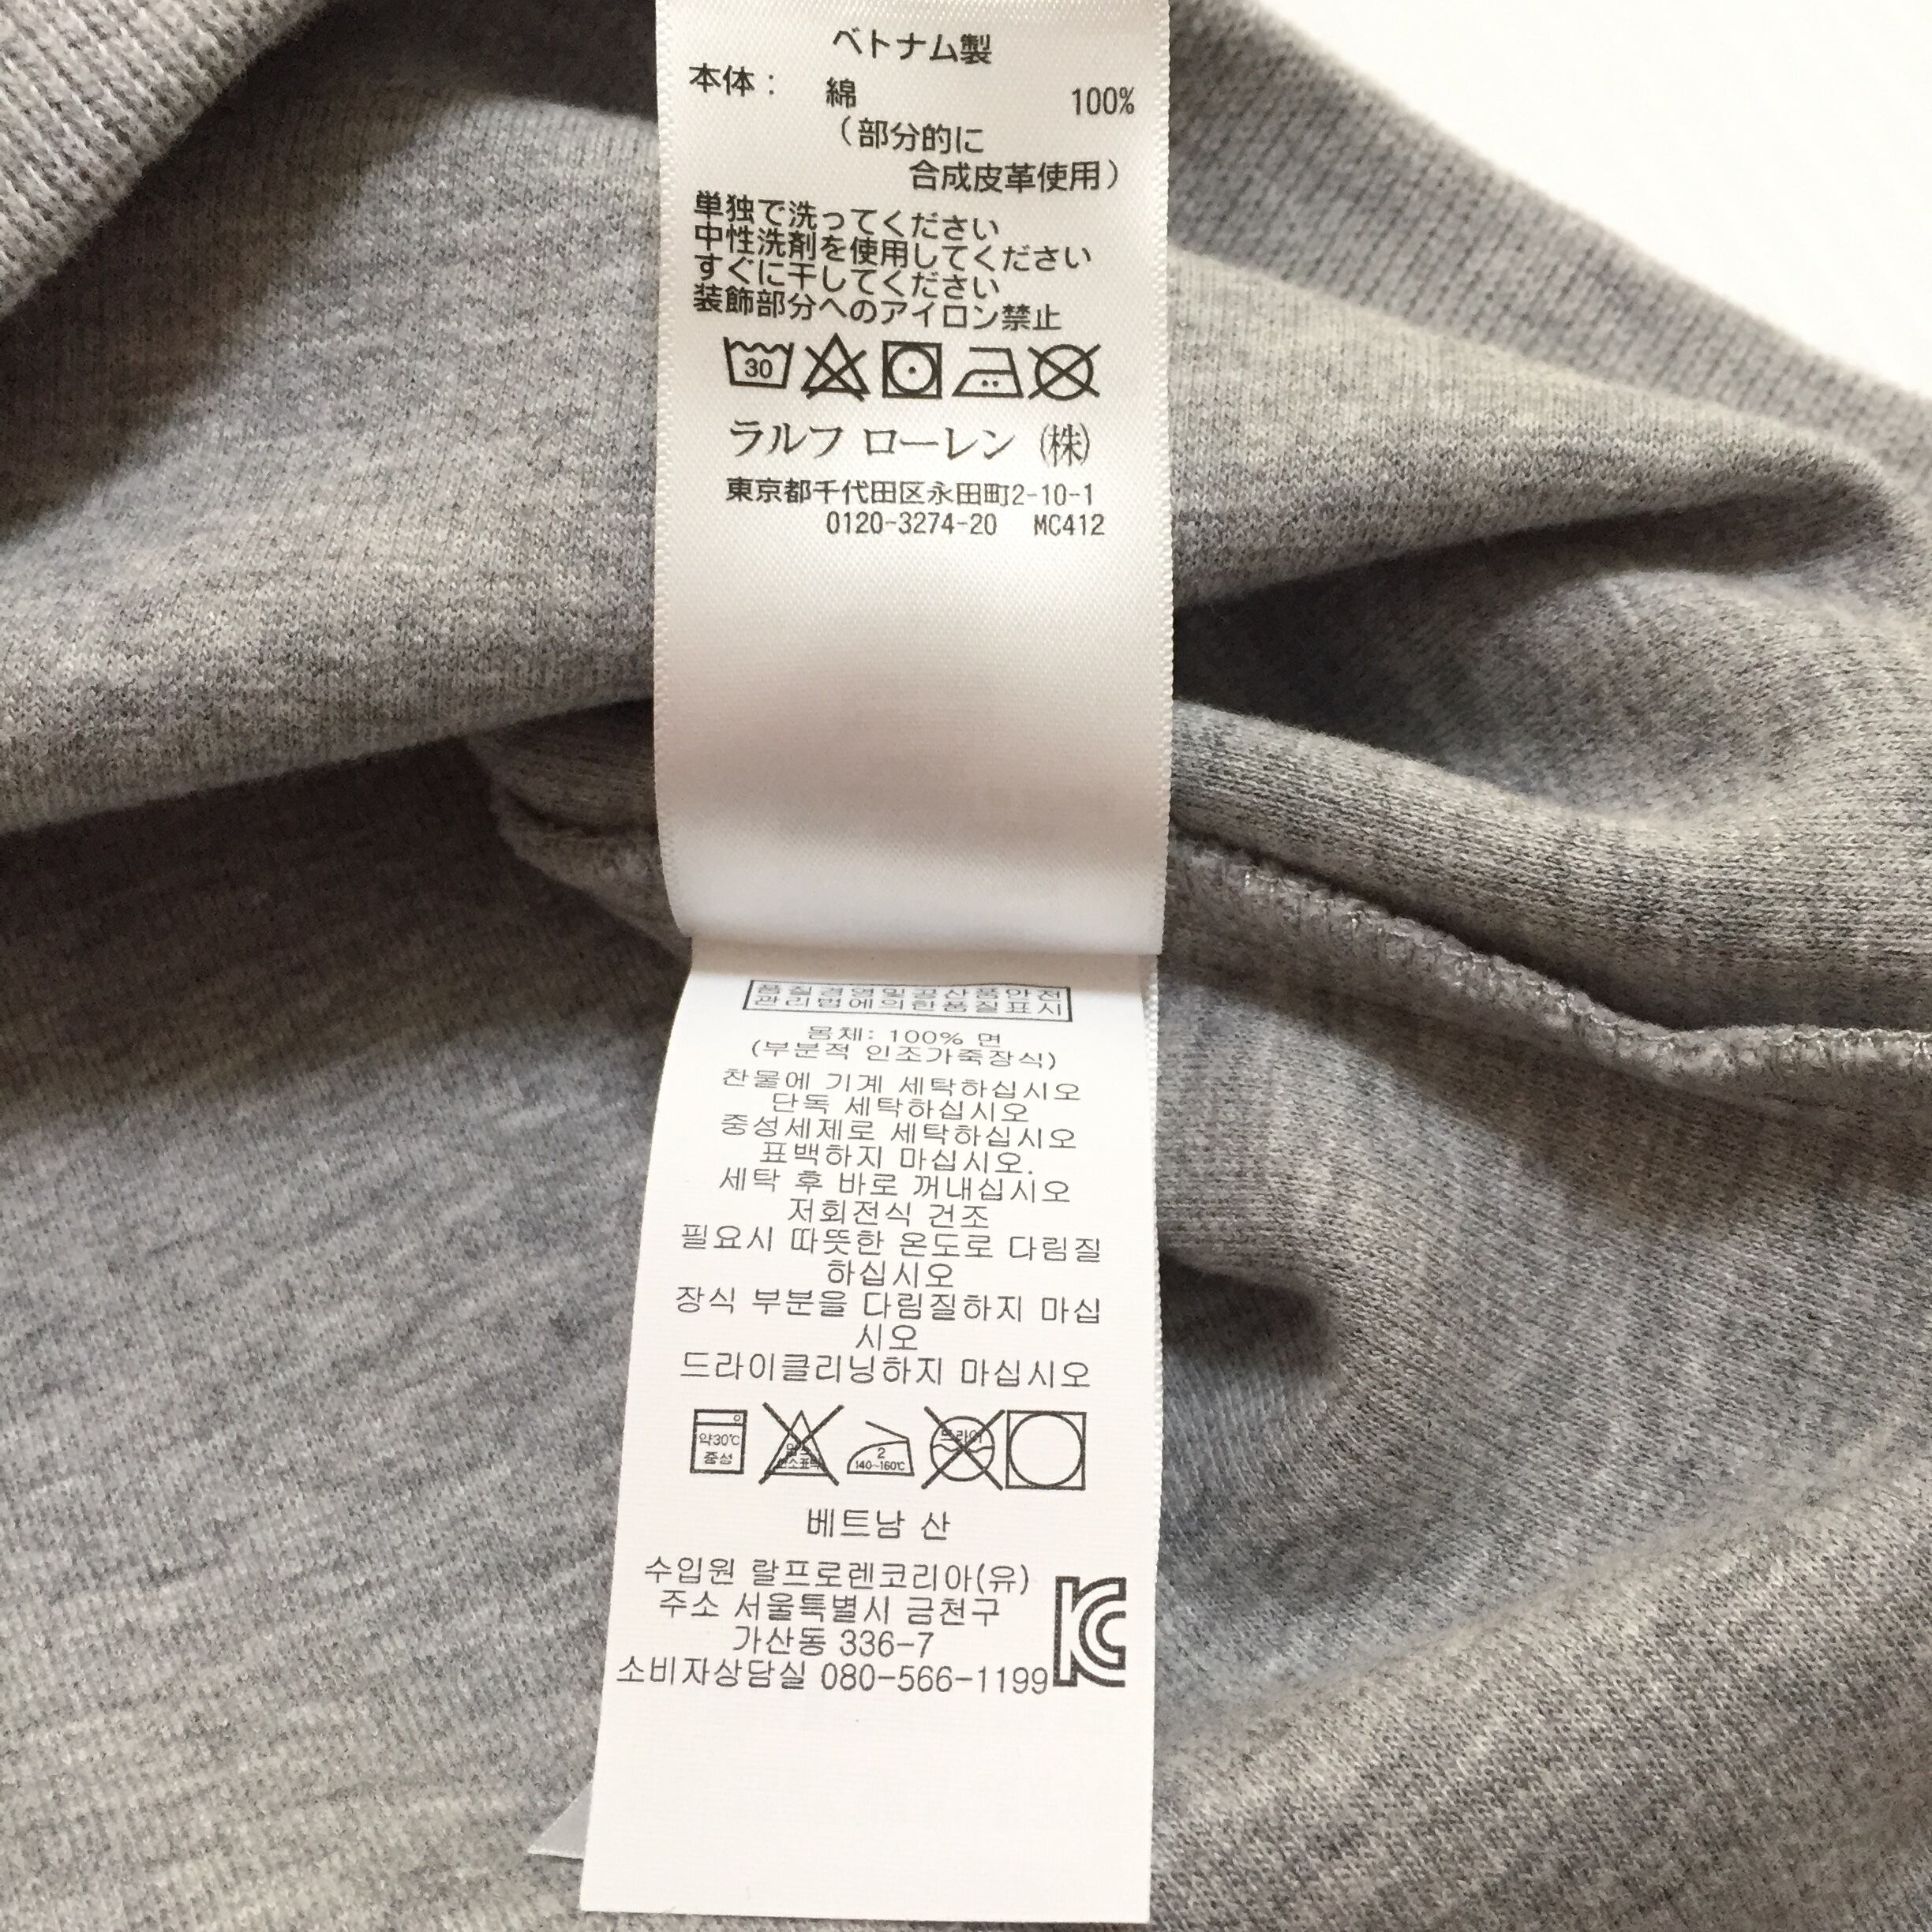 ベトナム製
本体: 綿 100%
(部分的に
合成皮革使用)
単独で洗ってください
中性洗剤を使用してください
すぐに干してください
装飾部分へのアイロン禁止
30
ラルフ ローレン ㈱
東京都千代田区永田町2-10-1
0120-3274-20 MC412
품질경영및공산품안전
관리법에의한품질표시
몸체: 100% 면
(부분적 인조가죽장식)
찬물에 기계 세탁하십시오
단독 세탁하십시오
중성세제로 세탁하십시오
표백하지 마십시오.
세탁 후 바로 꺼내십시오
저회전식 건조
필요시 따뜻한 온도로 다림질
하십시오
장식 부분을 다림질하지 마십
시오
드라이클리닝하지 마십시오
약30℃
중성
2
140~160℃
드라이
베트남 산
수입원 랄프로렌코리아(유)
주소 서울특별시 금천구
가산동 336-7
소비자상담실 080-566-1199